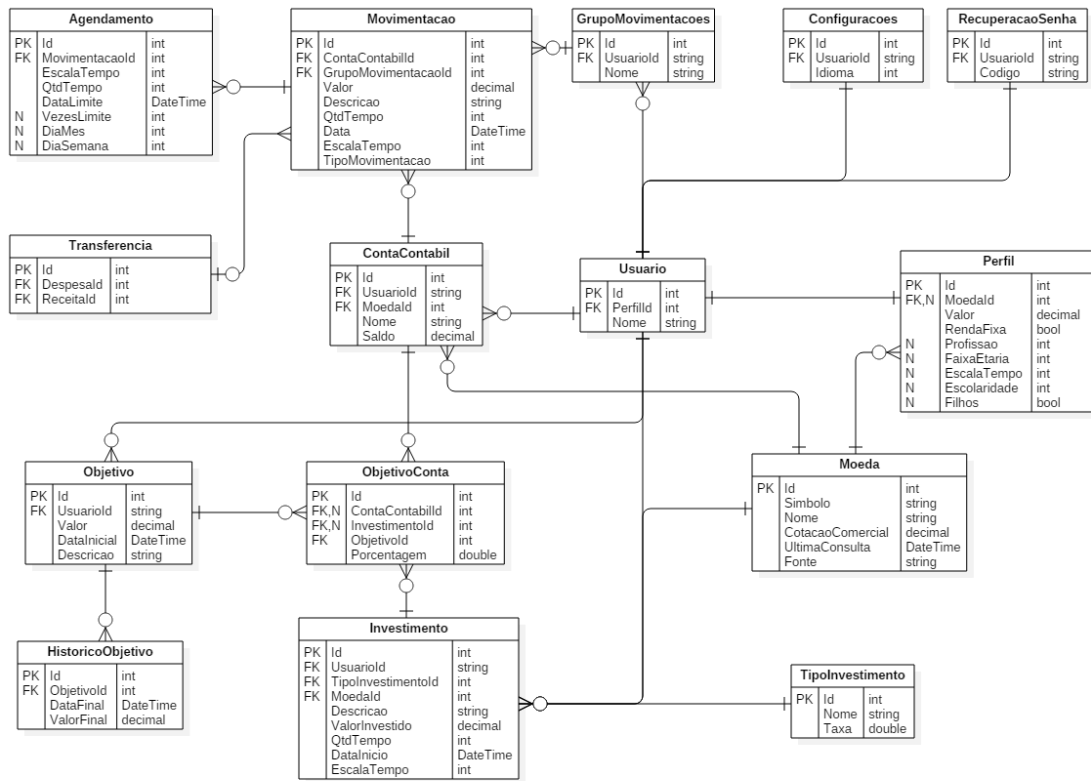 Agendamento
PK Id int
FK MovimentacaoId int
EscalaTempo int
QtdTempo int
DataLimite DateTime
N VezesLimite int
N DiaMes int
N DiaSemana int
Movimentacao
PK Id int
FK ContaContabilId int
FK GrupoMovimentacaoId int
Valor decimal
Descricao string
QtdTempo int
Data DateTime
EscalaTempo int
TipoMovimentacao int
GrupoMovimentacoes
PK Id int
FK UsuarioId string
Nome string
Configuracoes
PK Id int
FK UsuarioId string
Idioma int
RecuperacaoSenha
PK Id int
FK UsuarioId string
Codigo string
Transferencia
PK Id int
FK DespesaId int
FK ReceitaId int
ContaContabil
PK Id int
FK UsuarioId string
FK MoedaId int
Nome string
Saldo decimal
Usuario
PK Id int
FK PerfilId int
Nome string
Perfil
PK Id int
FK,N MoedaId int
Valor decimal
RendaFixa bool
N Profissao int
N FaixaEtaria int
N EscalaTempo int
N Escolaridade int
N Filhos bool
Objetivo
PK Id int
FK UsuarioId string
Valor decimal
DataInicial DateTime
Descricao string
ObjetivoConta
PK Id int
FK,N ContaContabilId int
FK,N InvestimentoId int
FK ObjetivoId int
Porcentagem double
Moeda
PK Id int
Simbolo string
Nome string
CotacaoComercial decimal
UltimaConsulta DateTime
Fonte string
HistoricoObjetivo
PK Id int
FK ObjetivoId int
DataFinal DateTime
ValorFinal decimal
Investimento
PK Id int
FK UsuarioId string
FK TipoInvestimentoId int
FK MoedaId int
Descricao string
ValorInvestido decimal
QtdTempo int
DataInicio DateTime
EscalaTempo int
TipoInvestimento
PK Id int
Nome string
Taxa double